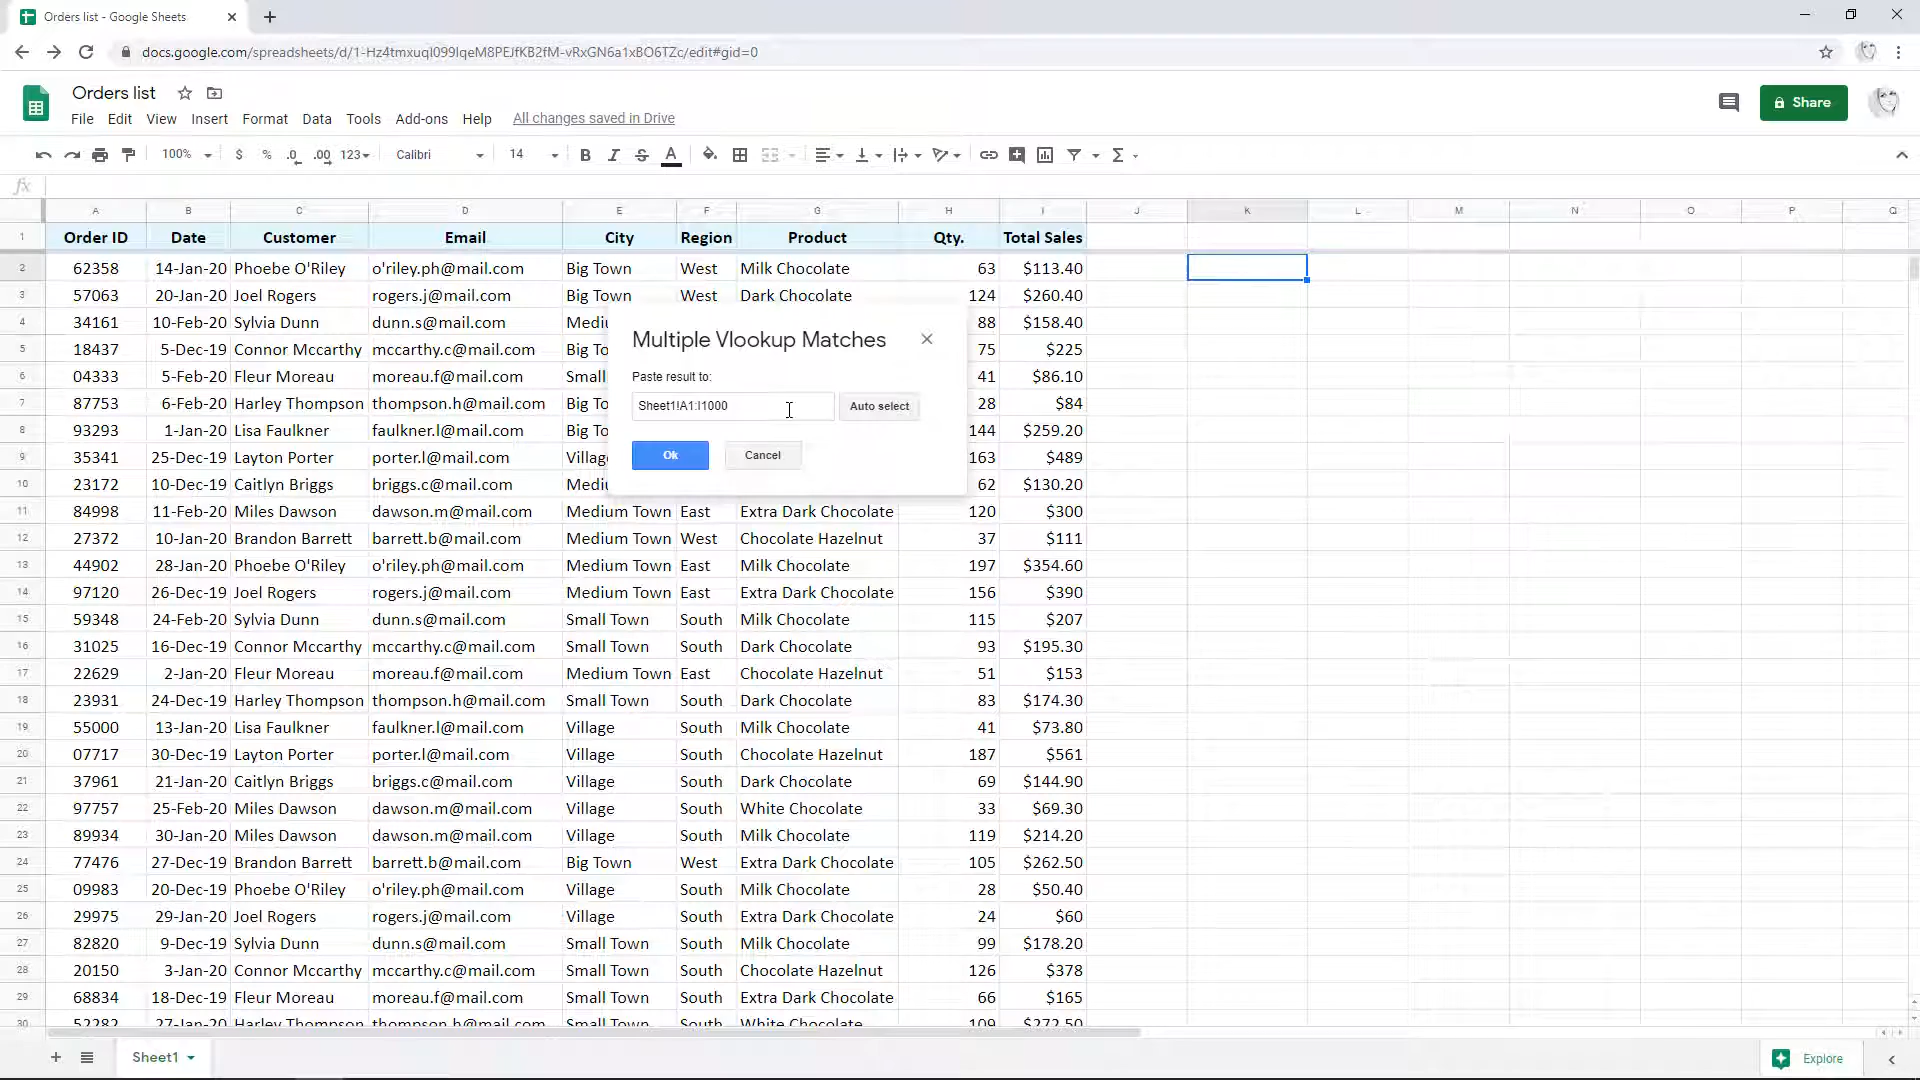 Orders list - Google Sheets
docs.google.com/spreadsheets/d/1-Hz4tmxuqI099lqeM8PEJfKB2fM-vRxGN6a1xBO6TZc/edit#gid=0
Orders list
Share
File Edit View Insert Format Data Tools Add-ons Help All changes saved in Drive
100% $ % .0 .00 123 Calibri 14 B I S A
fx
A B C D E F G H I J K L M N O P Q
1 Order ID Date Customer Email City Region Product Qty. Total Sales
2 62358 14-Jan-20 Phoebe O'Riley o'riley.ph@mail.com Big Town West Milk Chocolate 63 $113.40
3 57063 20-Jan-20 Joel Rogers rogers.j@mail.com Big Town West Dark Chocolate 124 $260.40
4 34161 10-Feb-20 Sylvia Dunn dunn.s@mail.com Mediu 88 $158.40
5 18437 5-Dec-19 Connor Mccarthy mccarthy.c@mail.com Big To 75 $225
6 04333 5-Feb-20 Fleur Moreau moreau.f@mail.com Small 41 $86.10
7 87753 6-Feb-20 Harley Thompson thompson.h@mail.com Big To 28 $84
8 93293 1-Jan-20 Lisa Faulkner faulkner.l@mail.com Big To 144 $259.20
9 35341 25-Dec-19 Layton Porter porter.l@mail.com Village 163 $489
10 23172 10-Dec-19 Caitlyn Briggs briggs.c@mail.com Mediu 62 $130.20
Multiple Vlookup Matches
Paste result to:
Sheet1!A1:I1000 Auto select
Ok Cancel
11 84998 11-Feb-20 Miles Dawson dawson.m@mail.com Medium Town East Extra Dark Chocolate 120 $300
12 27372 10-Jan-20 Brandon Barrett barrett.b@mail.com Medium Town West Chocolate Hazelnut 37 $111
13 44902 28-Jan-20 Phoebe O'Riley o'riley.ph@mail.com Medium Town East Milk Chocolate 197 $354.60
14 97120 26-Dec-19 Joel Rogers rogers.j@mail.com Medium Town East Extra Dark Chocolate 156 $390
15 59348 24-Feb-20 Sylvia Dunn dunn.s@mail.com Small Town South Milk Chocolate 115 $207
16 31025 16-Dec-19 Connor Mccarthy mccarthy.c@mail.com Small Town South Dark Chocolate 93 $195.30
17 22629 2-Jan-20 Fleur Moreau moreau.f@mail.com Medium Town East Chocolate Hazelnut 51 $153
18 23931 24-Dec-19 Harley Thompson thompson.h@mail.com Small Town South Dark Chocolate 83 $174.30
19 55000 13-Jan-20 Lisa Faulkner faulkner.l@mail.com Village South Milk Chocolate 41 $73.80
20 07717 30-Dec-19 Layton Porter porter.l@mail.com Village South Chocolate Hazelnut 187 $561
21 37961 21-Jan-20 Caitlyn Briggs briggs.c@mail.com Village South Dark Chocolate 69 $144.90
22 97757 25-Feb-20 Miles Dawson dawson.m@mail.com Village South White Chocolate 33 $69.30
23 89934 30-Jan-20 Miles Dawson dawson.m@mail.com Village South Milk Chocolate 119 $214.20
24 77476 27-Dec-19 Brandon Barrett barrett.b@mail.com Big Town West Extra Dark Chocolate 105 $262.50
25 09983 20-Dec-19 Phoebe O'Riley o'riley.ph@mail.com Village South Milk Chocolate 28 $50.40
26 29975 29-Jan-20 Joel Rogers rogers.j@mail.com Village South Extra Dark Chocolate 24 $60
27 82820 9-Dec-19 Sylvia Dunn dunn.s@mail.com Small Town South Milk Chocolate 99 $178.20
28 20150 3-Jan-20 Connor Mccarthy mccarthy.c@mail.com Small Town South Chocolate Hazelnut 126 $378
29 68834 18-Dec-19 Fleur Moreau moreau.f@mail.com Small Town South Extra Dark Chocolate 66 $165
30 52282 27-Jan-20 Harley Thompson thompson.h@mail.com Small Town South White Chocolate 109 $272.50
Sheet1 Explore